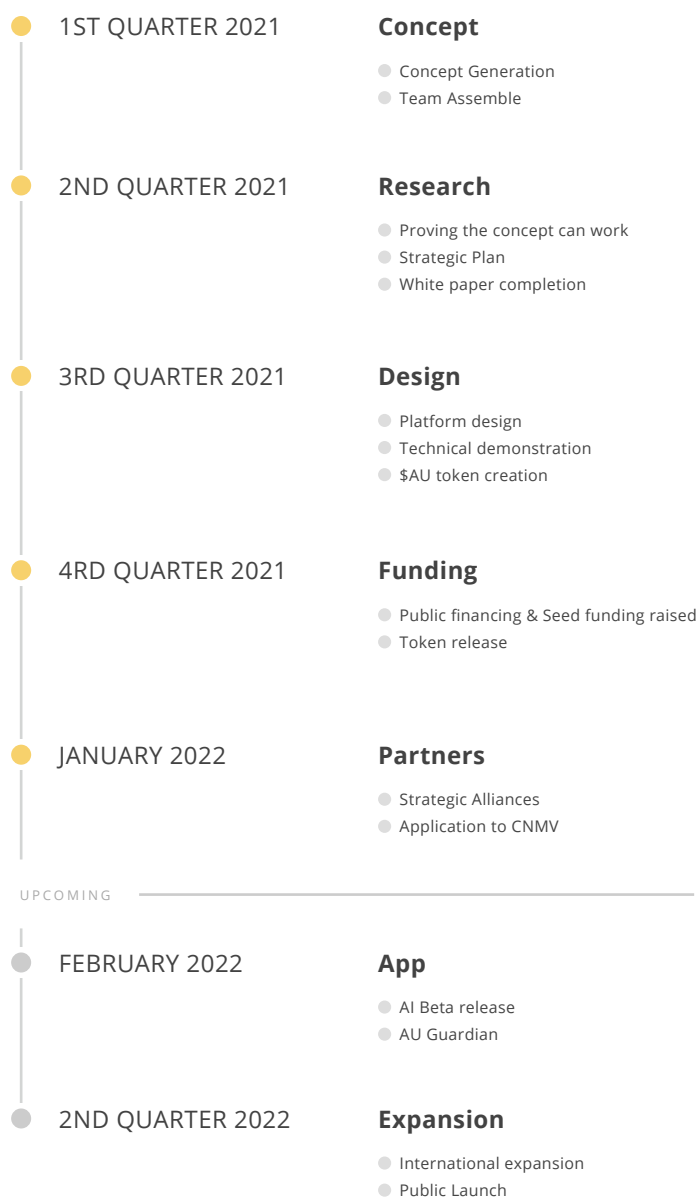 1ST QUARTER 2021
Concept
Concept Generation
Team Assemble
2ND QUARTER 2021
Research
Proving the concept can work
Strategic Plan
White paper completion
3RD QUARTER 2021
Design
Platform design
Technical demonstration
$AU token creation
4RD QUARTER 2021
Funding
Public financing & Seed funding raised
Token release
JANUARY 2022
Partners
Strategic Alliances
Application to CNMV
UPCOMING
FEBRUARY 2022
App
AI Beta release
AU Guardian
2ND QUARTER 2022
Expansion
International expansion
Public Launch